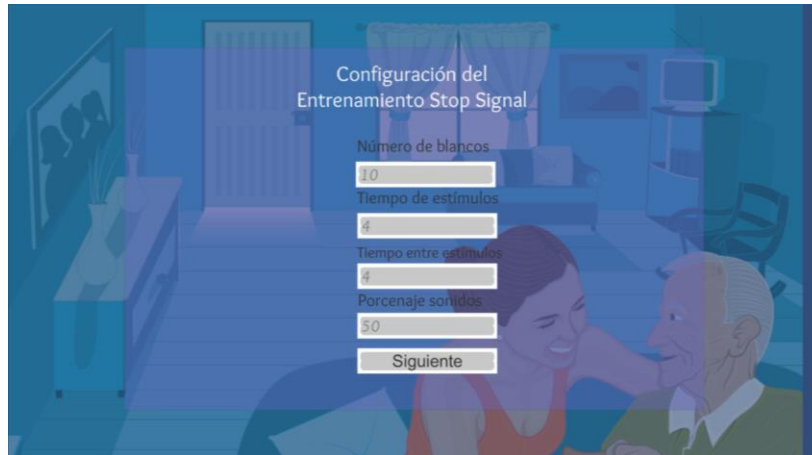 Configuración del
Entrenamiento Stop Signal
Número de blancos
10
Tiempo de estímulos
4
Tiempo entre estímulos
4
Porcenaje sonidos
50
Siguiente